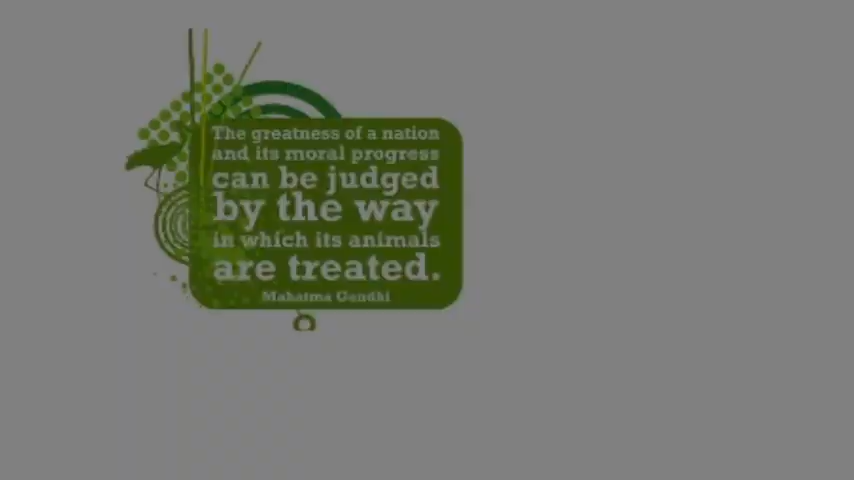 The greatness of a nation
and its moral progress
can be judged
by the way
in which its animals
are treated.
Mahatma Gandhi